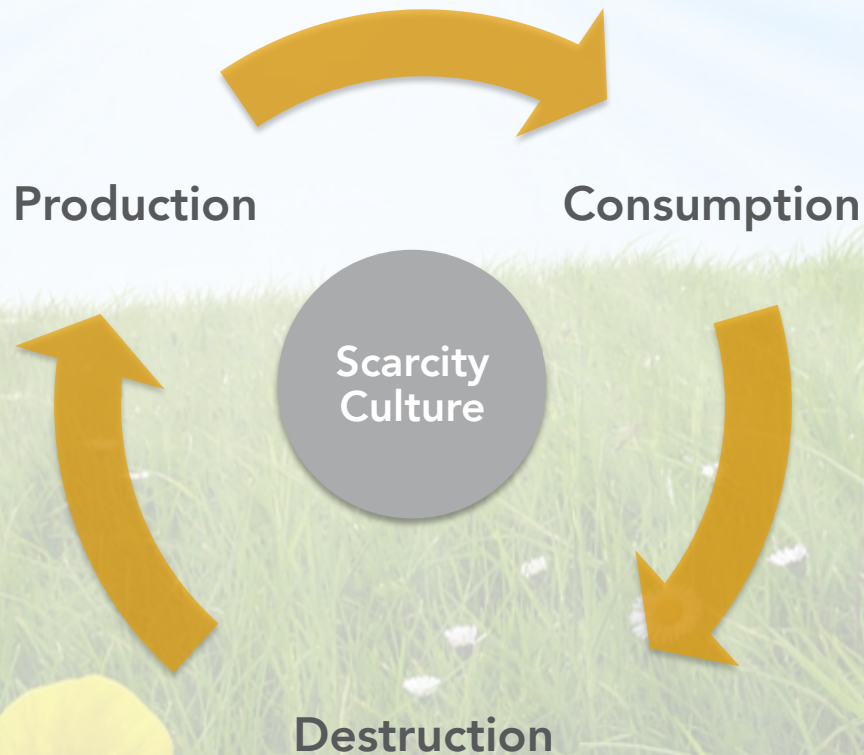 Production
Consumption
Scarcity
Culture
Destruction